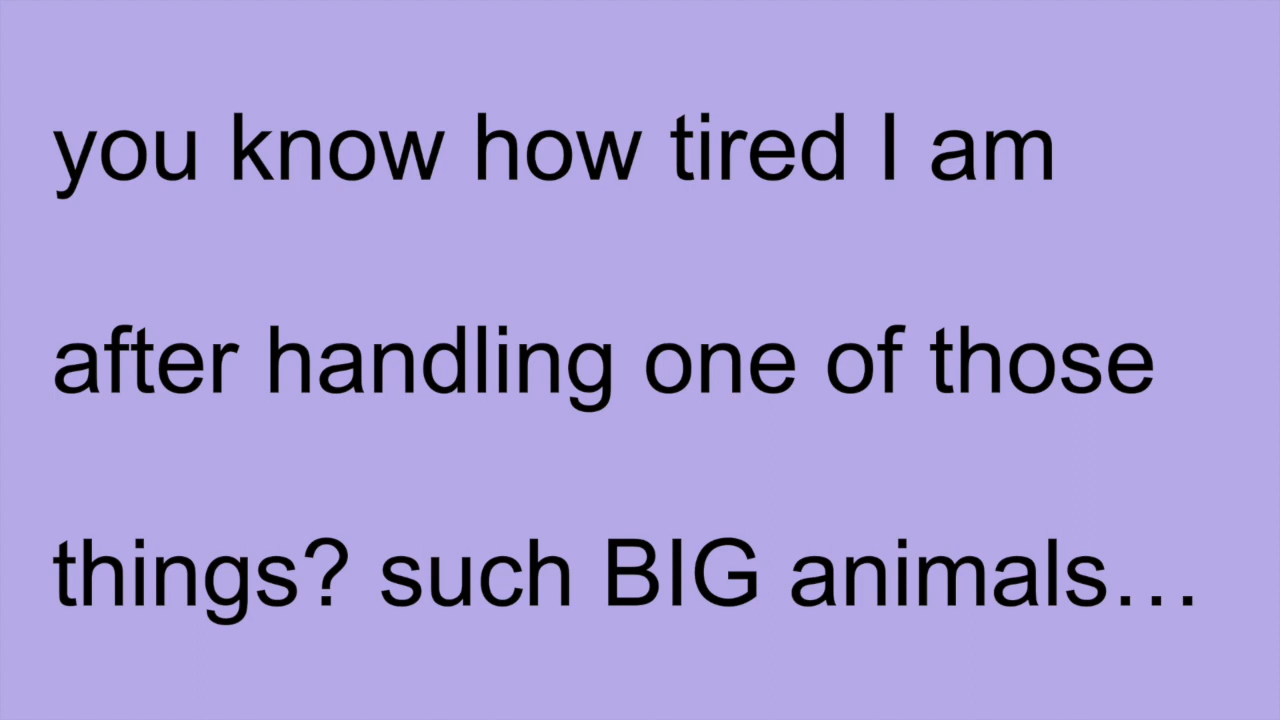 you know how tired I am
after handling one of those
things? such BIG animals…